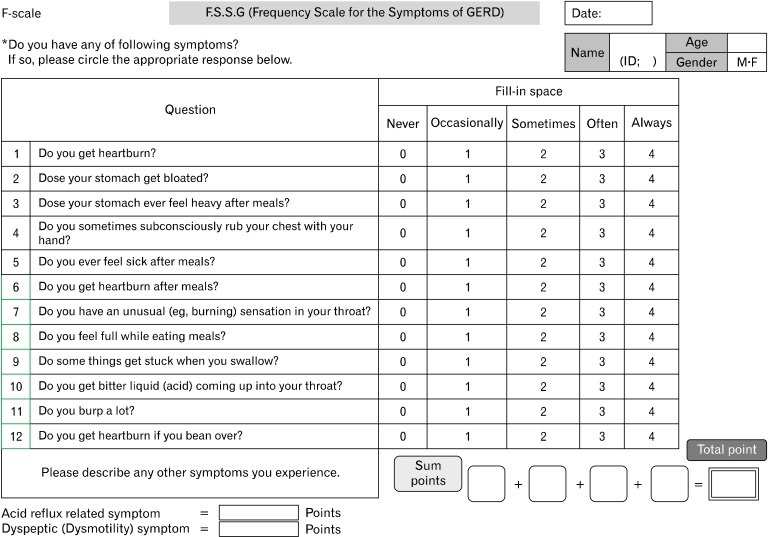 F-scale
F.S.S.G (Frequency Scale for the Symptoms of GERD)
Date:
*Do you have any of following symptoms?
If so, please circle the appropriate response below.
Name
(ID; )
Age
Gender
M·F
Question
Fill-in space
Never Occasionally Sometimes Often Always
1 Do you get heartburn? 0 1 2 3 4
2 Dose your stomach get bloated? 0 1 2 3 4
3 Dose your stomach ever feel heavy after meals? 0 1 2 3 4
4 Do you sometimes subconsciously rub your chest with your
hand? 0 1 2 3 4
5 Do you ever feel sick after meals? 0 1 2 3 4
6 Do you get heartburn after meals? 0 1 2 3 4
7 Do you have an unusual (eg, burning) sensation in your throat? 0 1 2 3 4
8 Do you feel full while eating meals? 0 1 2 3 4
9 Do some things get stuck when you swallow? 0 1 2 3 4
10 Do you get bitter liquid (acid) coming up into your throat? 0 1 2 3 4
11 Do you burp a lot? 0 1 2 3 4
12 Do you get heartburn if you bean over? 0 1 2 3 4
Total point
Please describe any other symptoms you experience.
Sum
points
+ + + =
Acid reflux related symptom = Points
Dyspeptic (Dysmotility) symptom = Points